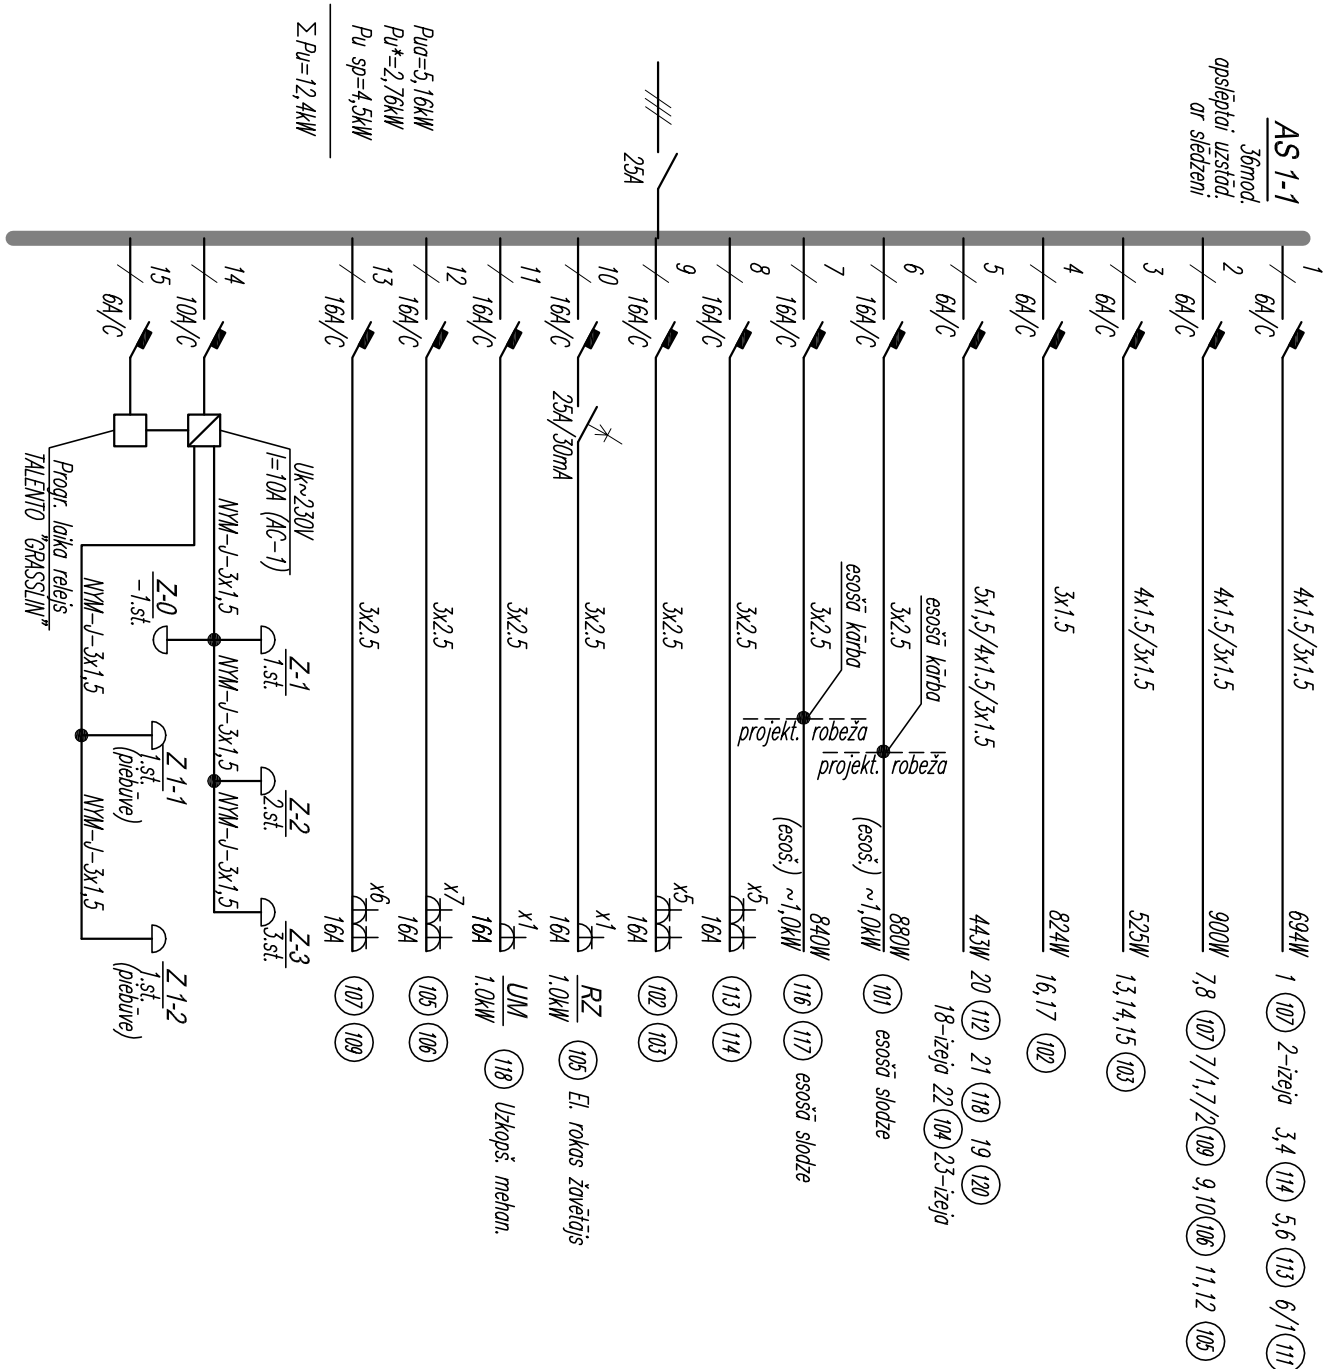 AS 1-1
36mod.
apslēptai uzstād.
ar slēdzeni
Pua=5,16kW
Pu*=2,76kW
Pu sp=4,5kW
ΣPu=12,4kW
25A
1 6A/C 4x1.5/3x1.5 694W 1 107 2-izeja 3,4 114 5,6 113 6/1 111
2 6A/C 4x1.5/3x1.5 900W 7,8 107 7/1,7/2 109 9,10 106 11,12 105
3 6A/C 4x1.5/3x1.5 525W 13,14,15 103
4 6A/C 3x1.5 824W 16,17 102
5 6A/C 5x1,5/4x1.5/3x1.5 443W 20 112 21 118 19 120
18-izeja 22 104 23-izeja
6 16A/C 3x2.5 880W 101 esošā slodze
esošā kārba
projekt. robeža
(esoš.) ~1,0kW
7 16A/C 3x2.5 840W 116 117 esošā slodze
esošā kārba
projekt. robeža
(esoš.) ~1,0kW
8 16A/C 3x2.5 x5 16A 113 114
9 16A/C 3x2.5 x5 16A 102 103
10 16A/C 25A/30mA 3x2.5 x1 16A RZ 1.0kW 105 El. rokas žāvētājs
11 16A/C 3x2.5 x1 16A UM 1.0kW 118 Uzkopš. mehan.
12 16A/C 3x2.5 x7 16A 105 106
13 16A/C 3x2.5 x6 16A 107 109
14 10A/C
15 6A/C
Uk~230V
I=10A (AC-1)
Progr. laika relejs
TALENTO "GRASSLIN"
NYM-J-3x1,5
NYM-J-3x1,5
NYM-J-3x1,5
Z-0
-1.st.
Z-1
1.st.
Z-2
2.st.
Z-3
3.st.
NYM-J-3x1,5
NYM-J-3x1,5
Z 1-1
1.st.
(piebūve)
Z 1-2
1.st.
(piebūve)